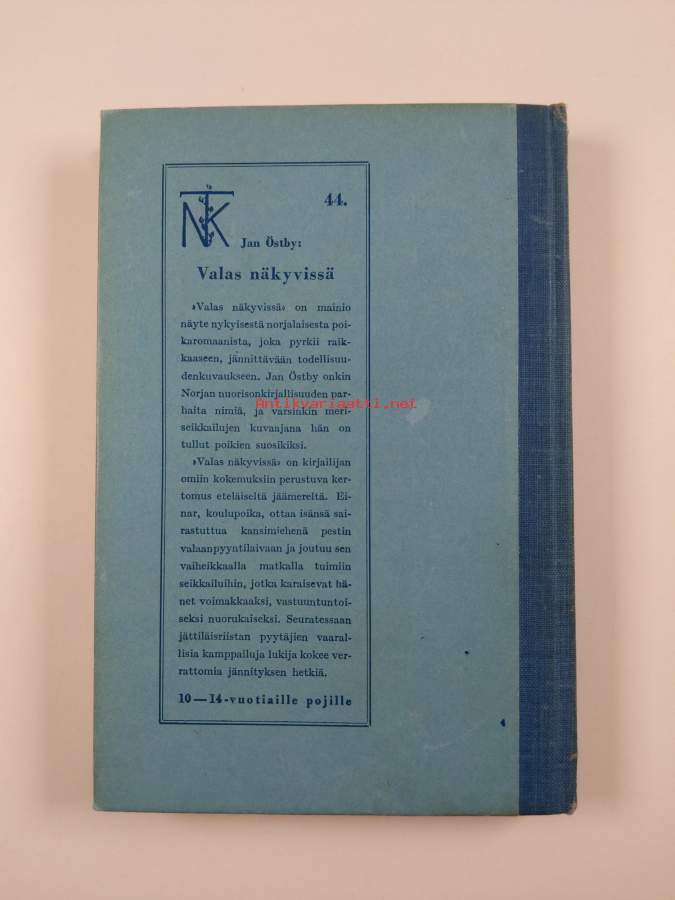 NTK
44.
Jan Östby:
Valas näkyvissä
»Valas näkyvissä» on mainio
näyte nykyisestä norjalaisesta poi-
karomaanista, joka pyrkii raik-
kaaseen, jännittävään todellisuu-
denkuvaukseen. Jan Östby onkin
Norjan nuorisonkirjallisuuden par-
haita nimiä, ja varsinkin meri-
seikkailujen kuvaajana hän on
tullut poikien suosikiksi.
»Valas näkyvissä» on kirjailijan
omiin kokemuksiin perustuva ker-
tomus eteläiseltä jäämereltä. Ei-
nar, koulupoika, ottaa isänsä sai-
rastuttua kansimiehenä pestin
valaanpyyntilaivaan ja joutuu sen
vaiheikkaalla matkalla tuimiin
seikkailuihin, jotka karaisevat hä-
net voimakkaaksi, vastuuntuntoi-
seksi nuorukaiseksi. Seuratessaan
jättiläisriistan pyytäjien vaaral-
lisia kamppailuja lukija kokee ver-
rattomia jännityksen hetkiä.
10—14-vuotiaille pojille
4
Antikvariaatti.net